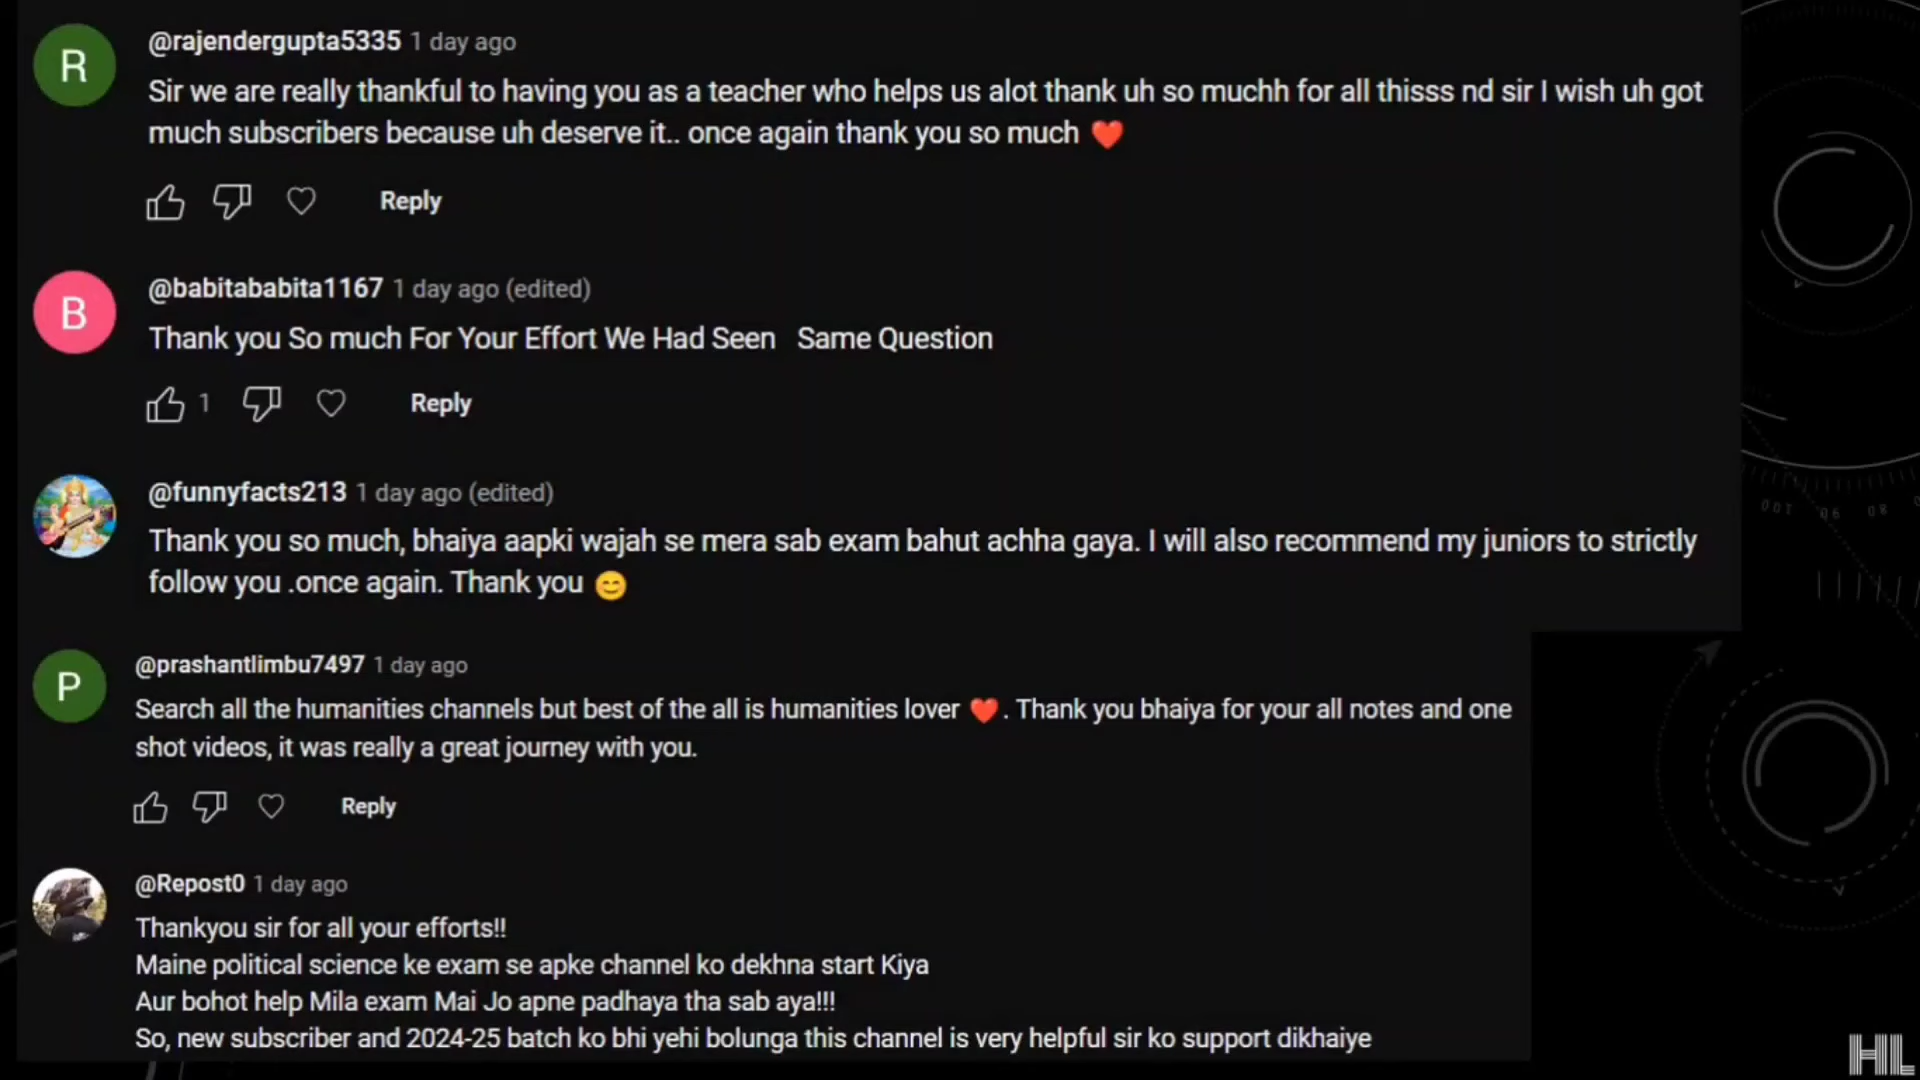 R
@rajendergupta5335 1 day ago
Sir we are really thankful to having you as a teacher who helps us alot thank uh so muchh for all thisss nd sir I wish uh got
much subscribers because uh deserve it.. once again thank you so much ❤️
Reply
B
@babitababita1167 1 day ago (edited)
Thank you So much For Your Effort We Had Seen   Same Question
1
Reply
@funnyfacts213 1 day ago (edited)
Thank you so much, bhaiya aapki wajah se mera sab exam bahut achha gaya. I will also recommend my juniors to strictly
follow you .once again. Thank you 😊
P
@prashantlimbu7497 1 day ago
Search all the humanities channels but best of the all is humanities lover ❤️. Thank you bhaiya for your all notes and one
shot videos, it was really a great journey with you.
Reply
@Repost0 1 day ago
Thankyou sir for all your efforts!!
Maine political science ke exam se apke channel ko dekhna start Kiya
Aur bohot help Mila exam Mai Jo apne padhaya tha sab aya!!!
So, new subscriber and 2024-25 batch ko bhi yehi bolunga this channel is very helpful sir ko support dikhaiye
HL